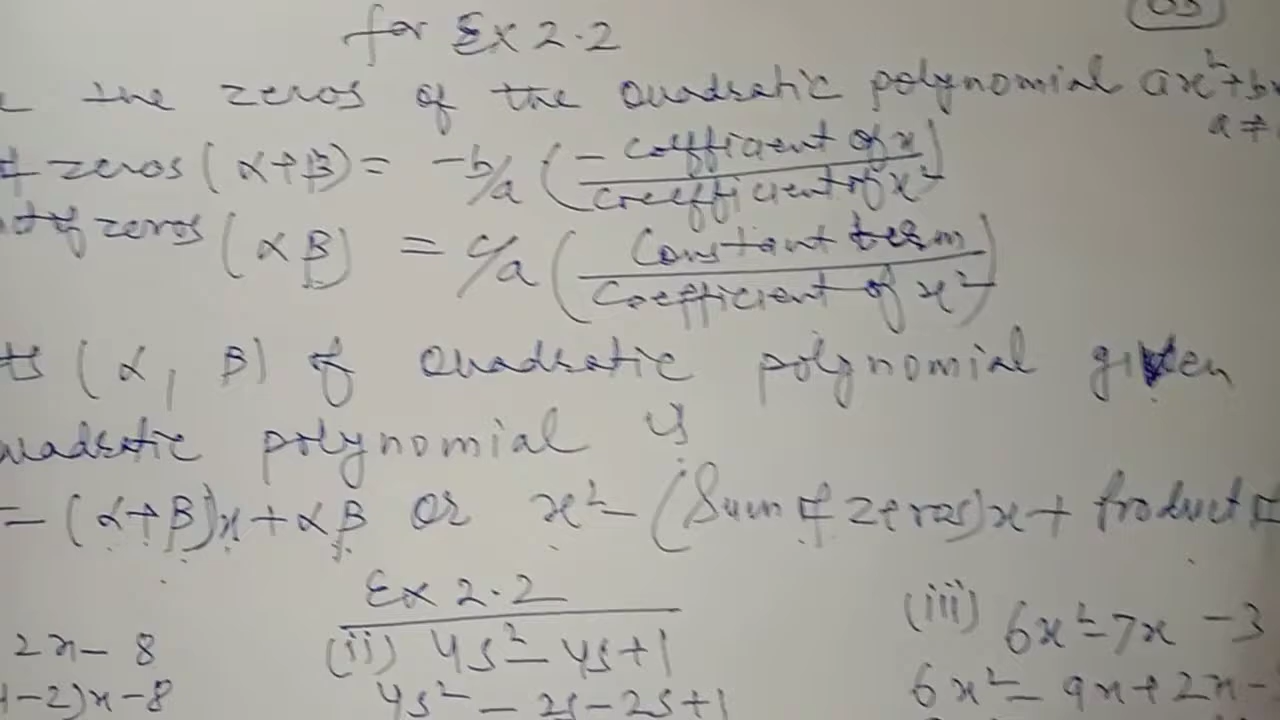 for Ex 2.2
the zeros of the Quadratic polynomial ax²+b
a ≠
zeros (α+β) = -b/a (- coefficient of x / coefficient of x²)
of zeros (αβ) = c/a (Constant term / Coefficient of x²)
(α, β) of Quadratic polynomial given
polynomial is
- (α+β)x + αβ or x² - (Sum of zeros)x + Product
Ex 2.2
2x - 8 (ii) 4s² - 4s + 1 (iii) 6x² - 7x - 3
-2)x - 8 4s² - 2s - 2s + 1 6x² - 9x + 2x -